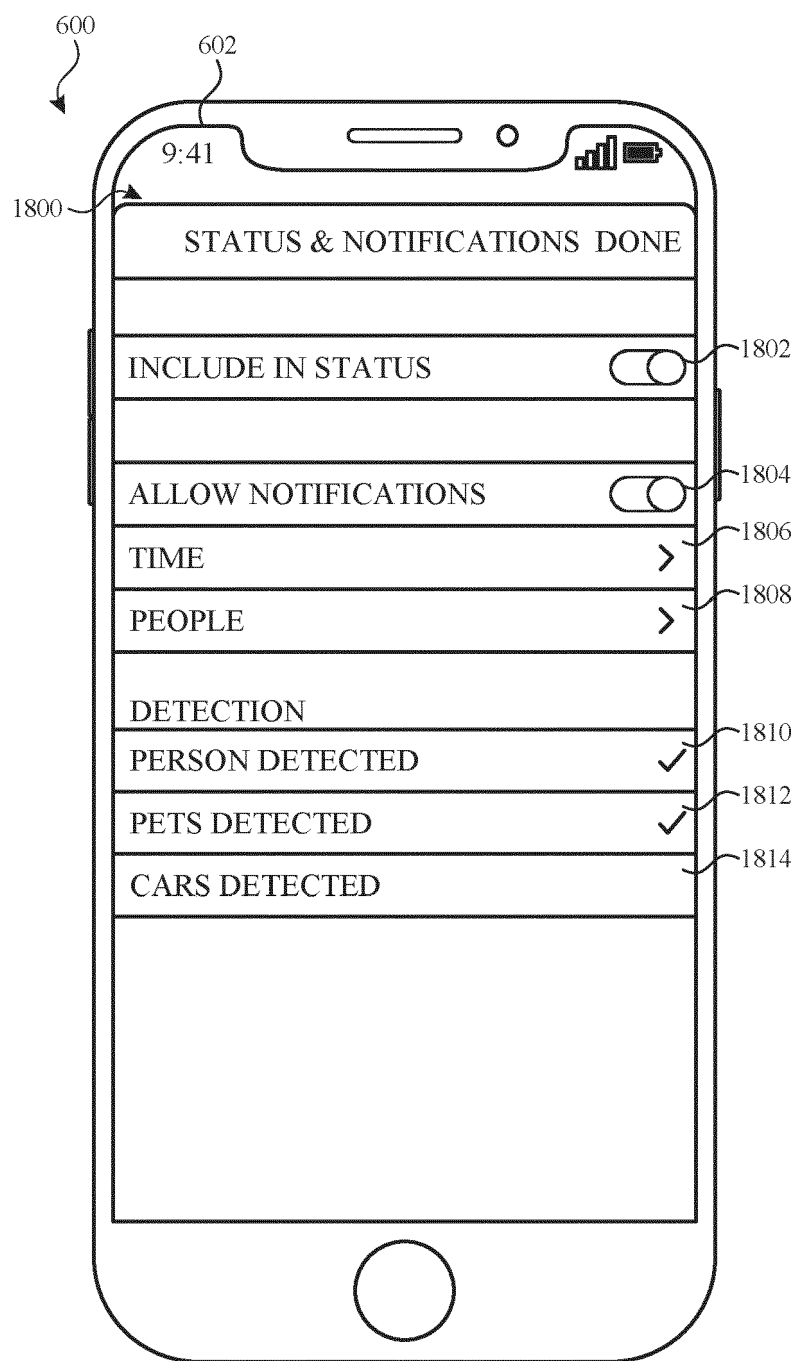 600
602
9:41
1800
STATUS & NOTIFICATIONS DONE
INCLUDE IN STATUS
1802
ALLOW NOTIFICATIONS
1804
TIME
1806
PEOPLE
1808
DETECTION
PERSON DETECTED
1810
PETS DETECTED
1812
CARS DETECTED
1814